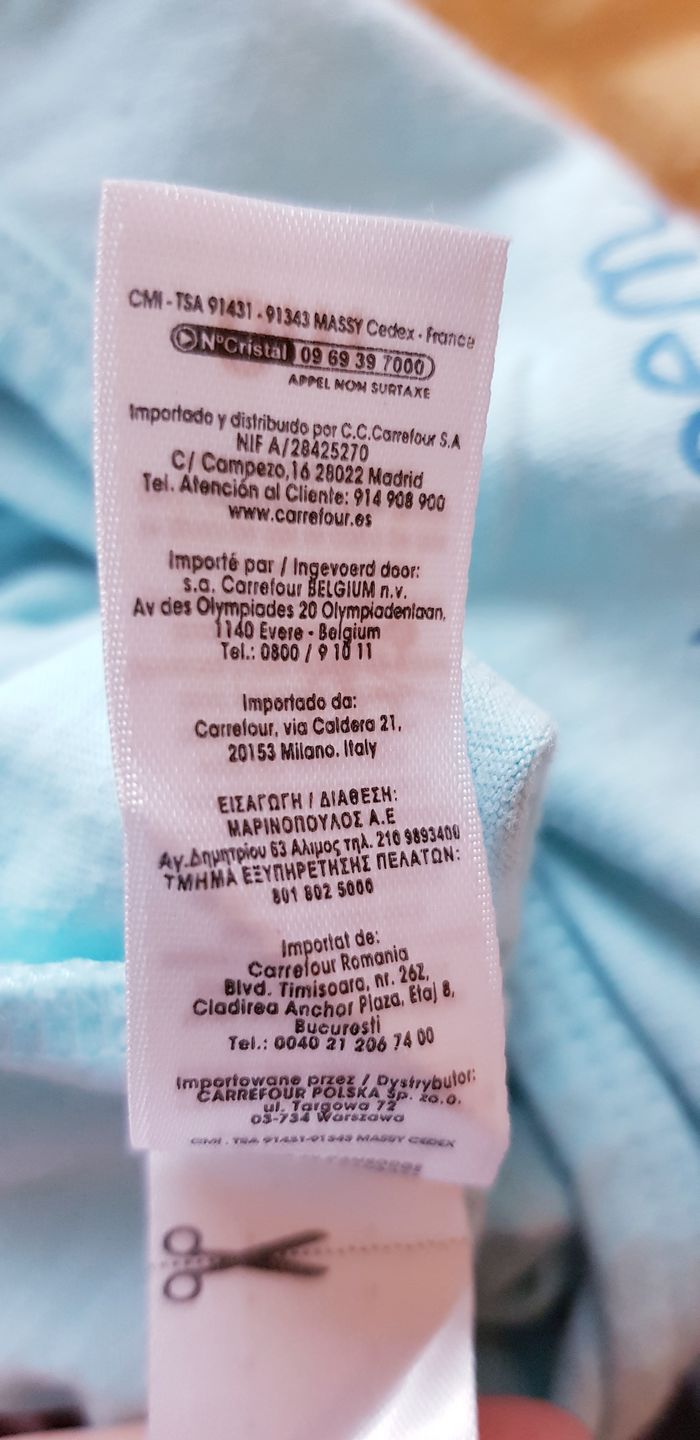 CMI - TSA 91431 - 91343 MASSY Cedex - France
N°Cristal 09 69 39 7000
APPEL NON SURTAXE
Importado y distribuido por C.C.Carrefour S.A
NIF A/28425270
C/ Campezo,16 28022 Madrid
Tel. Atención al Cliente: 914 908 900
www.carrefour.es
Importé par / Ingevoerd door:
s.a. Carrefour BELGIUM n.v.
Av des Olympiades 20 Olympiadenlaan,
1140 Evere - Belgium
Tel.: 0800 / 9 10 11
Importado da:
Carrefour, via Caldera 21,
20153 Milano, Italy
ΕΙΣΑΓΩΓΗ / ΔΙΑΘΕΣΗ:
ΜΑΡΙΝΟΠΟΥΛΟΣ Α.Ε
Αγ.Δημητρίου 63 Αλιμος τηλ. 210 9893400
ΤΜΗΜΑ ΕΞΥΠΗΡΕΤΗΣΗΣ ΠΕΛΑΤΩΝ:
801 802 5000
Importat de:
Carrefour Romania
Blvd. Timisoara, nr. 26Z,
Cladirea Anchor Plaza, Etaj 8,
Bucuresti
Tel.: 0040 21 206 74 00
Importowane przez / Dystrybutor:
CARREFOUR POLSKA Sp. zo.o.
ul. Targowa 72
03-734 Warszawa
CMI . TSA 91431-91343 MASSY CEDEX